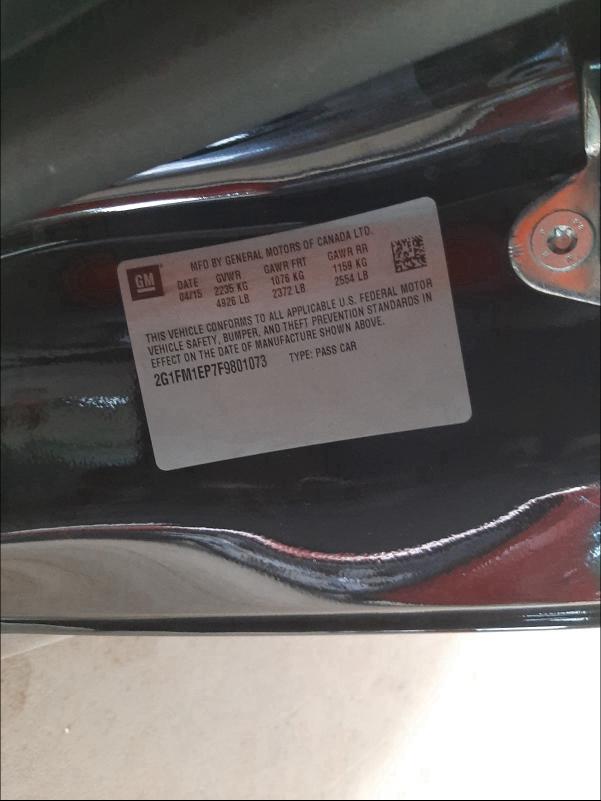 GM
MFD BY GENERAL MOTORS OF CANADA LTD.
DATE GVWR GAWR FRT GAWR RR
04/15 2235 KG 1076 KG 1159 KG
4926 LB 2372 LB 2554 LB
THIS VEHICLE CONFORMS TO ALL APPLICABLE U.S. FEDERAL MOTOR
VEHICLE SAFETY, BUMPER, AND THEFT PREVENTION STANDARDS IN
EFFECT ON THE DATE OF MANUFACTURE SHOWN ABOVE.
2G1FM1EP7F9801073 TYPE: PASS CAR